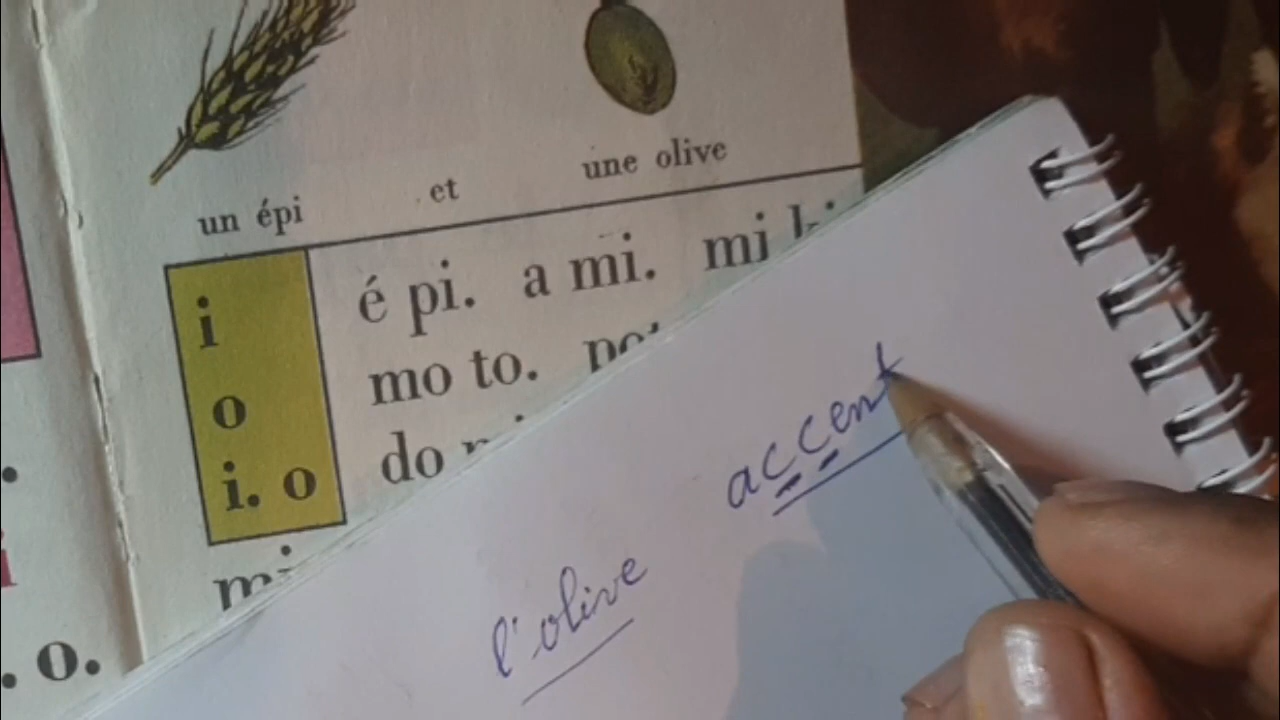 un épi et une olive
i
é pi. a mi. mi
o
mo to.
i. o
do
. o.
accent
l'olive